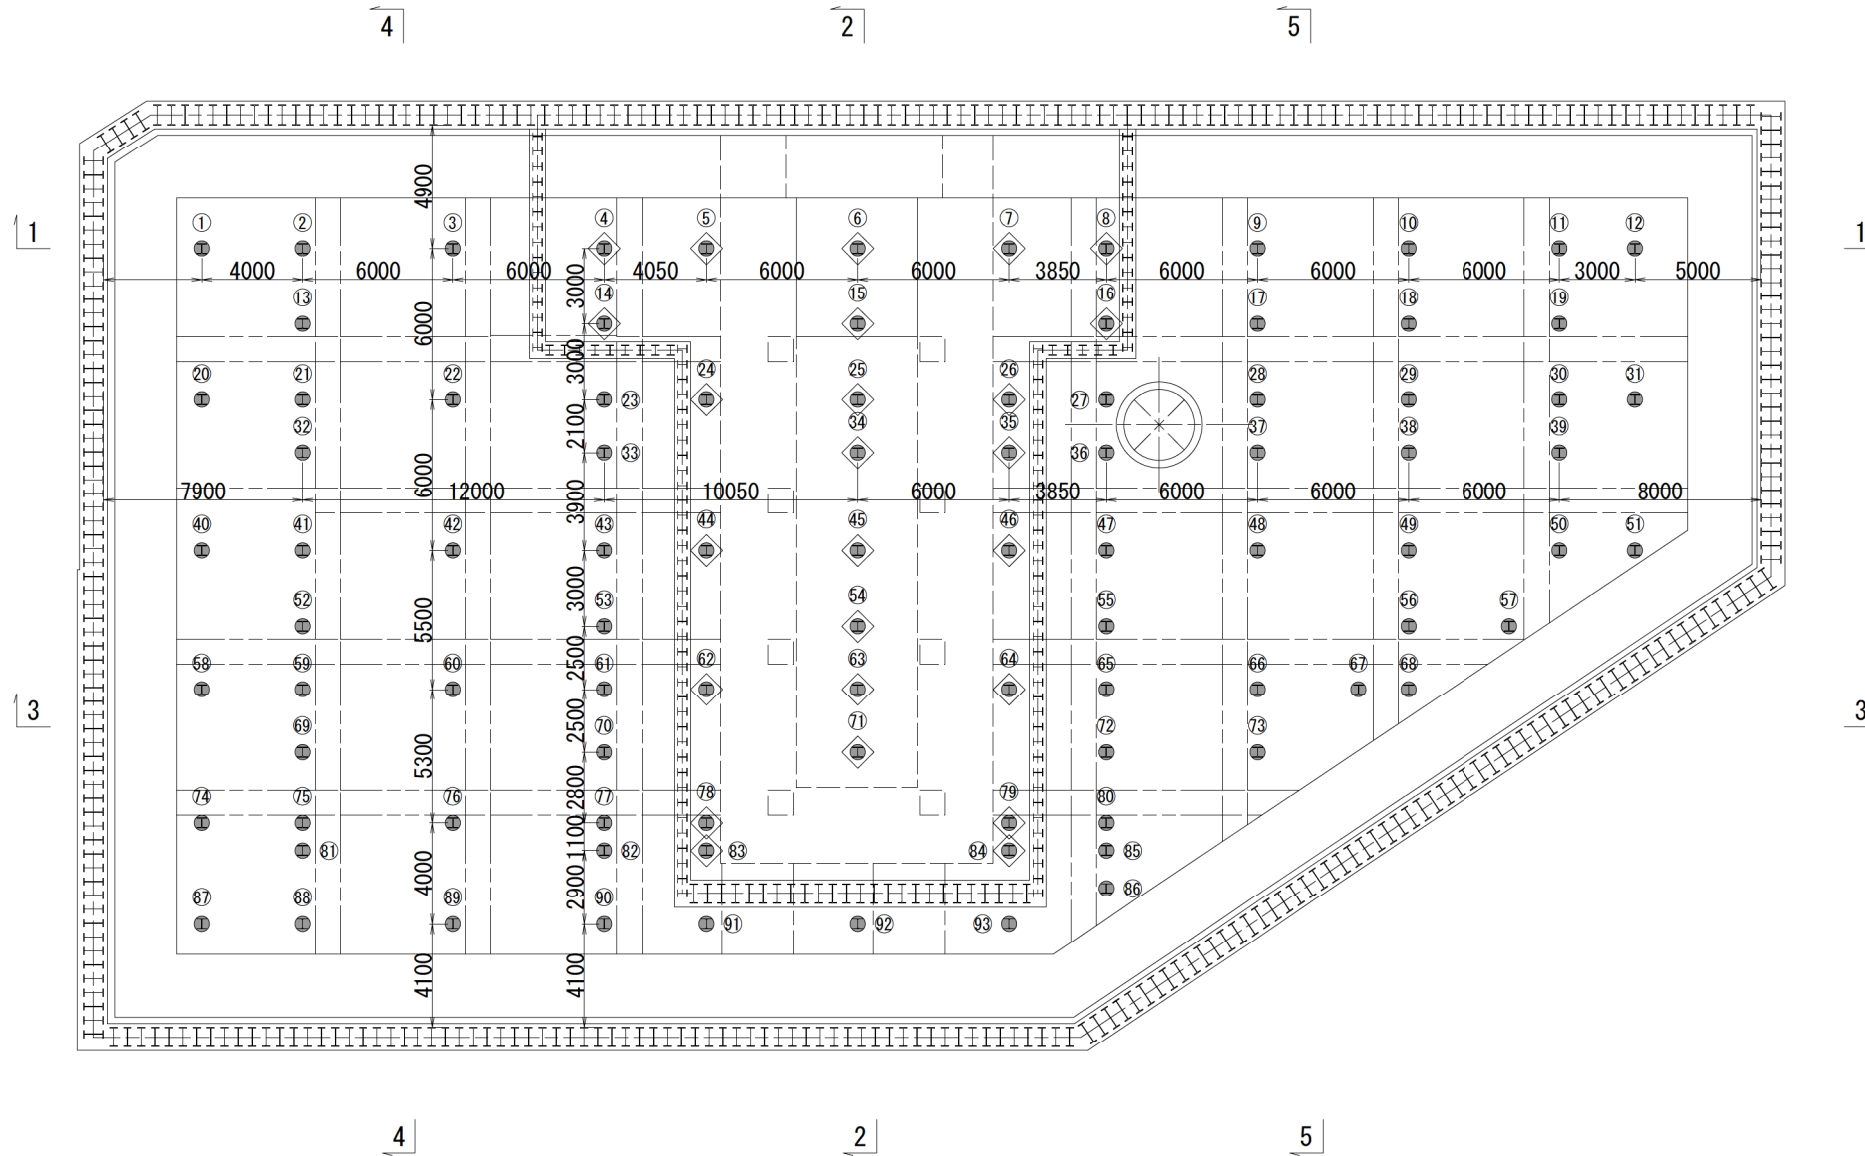 4 2 5
4900
① ② ③ ④ ⑤ ⑥ ⑦ ⑧ ⑨ ⑩ ⑪ ⑫
1 1
4000 6000 6000 4050 6000 6000 3850 6000 6000 6000 3000 5000
3000
⑬ ⑭ ⑮ ⑯ ⑰ ⑱ ⑲
6000
3000
⑳ ㉑ ㉒ ㉓ ㉔ ㉕ ㉖ ㉗ ㉘ ㉙ ㉚ ㉛
2100
㉜ ㉝ ㉞ ㉟ ㊱ ㊲ ㊳ ㊴
6000
7900 12000 10050 6000 3850 6000 6000 6000 8000
3900
㊵ ㊶ ㊷ ㊸ ㊹ ㊺ ㊻ ㊼ ㊽ ㊾ ㊿ 51
3000
52 53 54 55 56 57
5500
2500
58 59 60 61 62 63 64 65 66 67 68
3 3
2500
69 70 71 72 73
5300
2800
74 75 76 77 78 79 80
1100
81 82 83 84 85
4000
2900
86
87 88 89 90 91 92 93
4100 4100
4 2 5